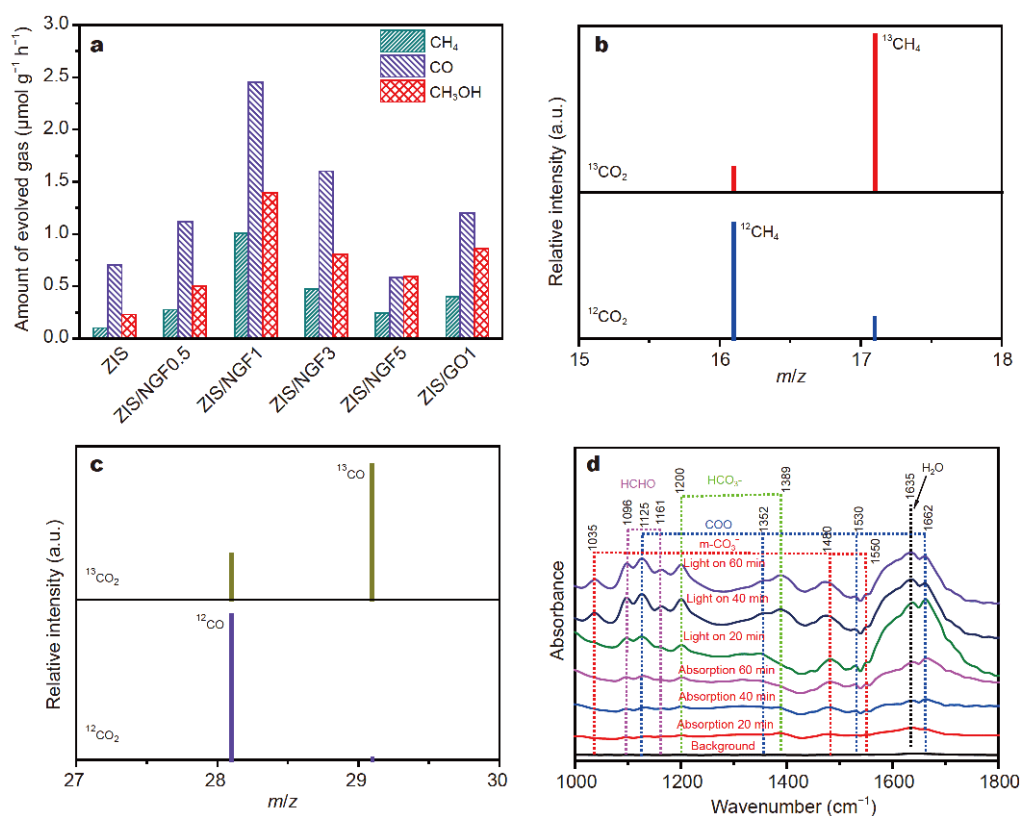 a
3.0
2.5
2.0
1.5
1.0
0.5
0.0
Amount of evolved gas (μmol g⁻¹ h⁻¹)
CH₄
CO
CH₃OH
ZIS
ZIS/NGF0.5
ZIS/NGF1
ZIS/NGF3
ZIS/NGF5
ZIS/GO1
b
Relative intensity (a.u.)
¹³CH₄
¹³CO₂
¹²CH₄
¹²CO₂
15 16 17 18
m/z
c
Relative intensity (a.u.)
¹³CO
¹³CO₂
¹²CO
¹²CO₂
27 28 29 30
m/z
d
Absorbance
H₂O
HCHO
HCO₃⁻
COO
m-CO₃⁻
1035
1096
1125
1161
1200
1352
1389
1480
1530
1550
1635
1662
Light on 60 min
Light on 40 min
Light on 20 min
Absorption 60 min
Absorption 40 min
Absorption 20 min
Background
1000 1200 1400 1600 1800
Wavenumber (cm⁻¹)